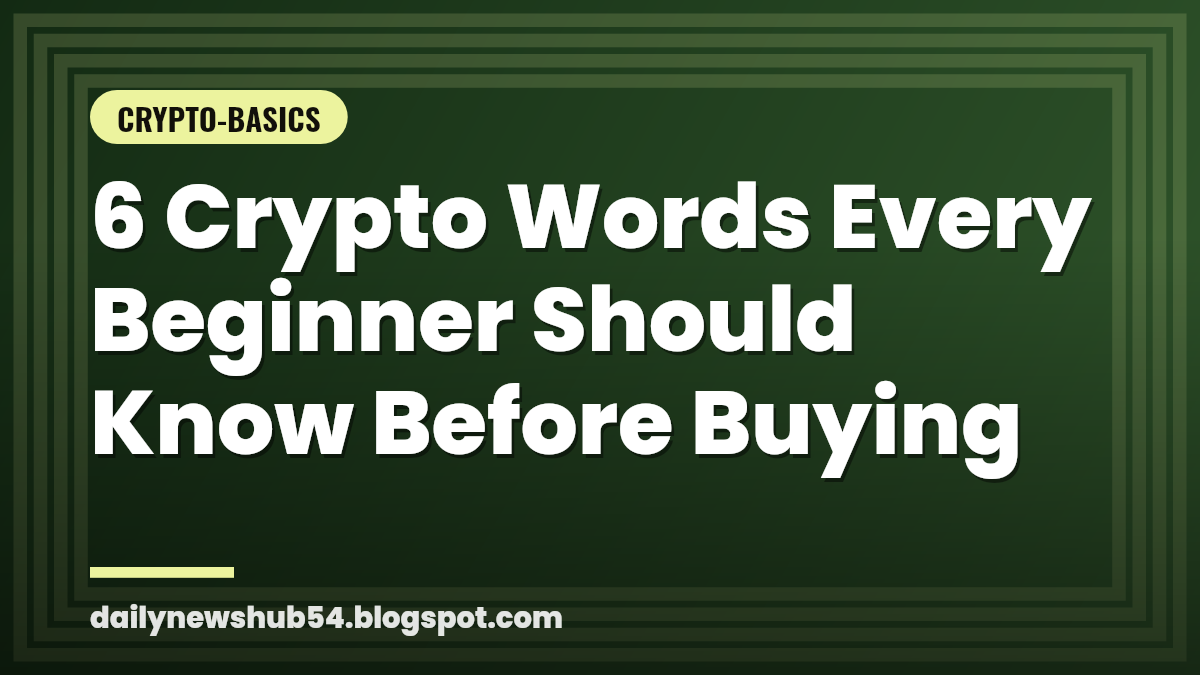 CRYPTO-BASICS
6 Crypto Words Every
Beginner Should
Know Before Buying
dailynewshub54.blogspot.com